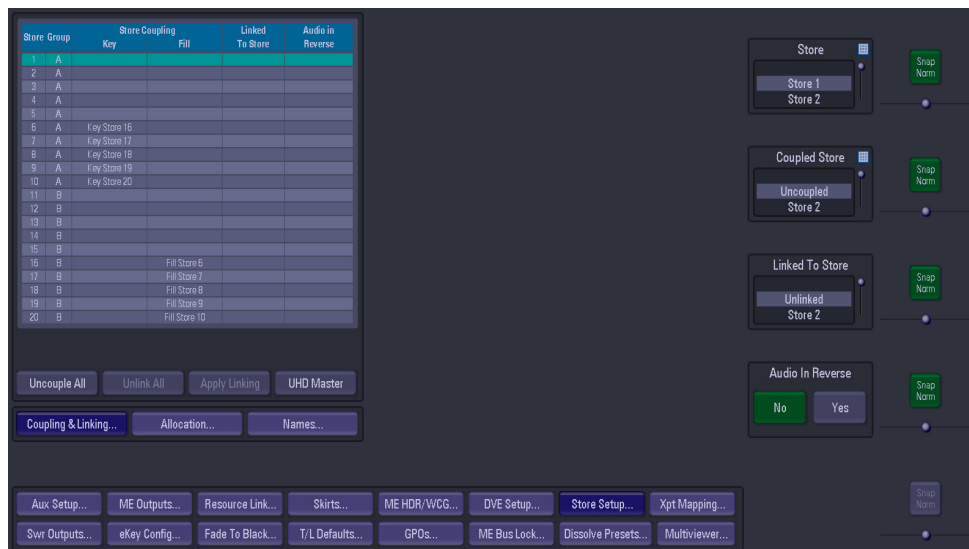 Store Group Store Coupling Linked Audio in
Key Fill To Store Reverse
1 A
2 A
3 A
4 A
5 A
6 A Key Store 16
7 A Key Store 17
8 A Key Store 18
9 A Key Store 19
10 A Key Store 20
11 B
12 B
13 B
14 B
15 B
16 B Fill Store 6
17 B Fill Store 7
18 B Fill Store 8
19 B Fill Store 9
20 B Fill Store 10
Uncouple All Unlink All Apply Linking UHD Master
Coupling & Linking... Allocation... Names...
Store
Store 1
Store 2
Snap
Norm
Coupled Store
Uncoupled
Store 2
Snap
Norm
Linked To Store
Unlinked
Store 2
Snap
Norm
Audio In Reverse
No Yes
Snap
Norm
Snap
Norm
Aux Setup... ME Outputs... Resource Link... Skirts... ME HDR/WCG... DVE Setup... Store Setup... Xpt Mapping...
Swr Outputs... eKey Config... Fade To Black... T/L Defaults... GPOs... ME Bus Lock... Dissolve Presets... Multiviewer...